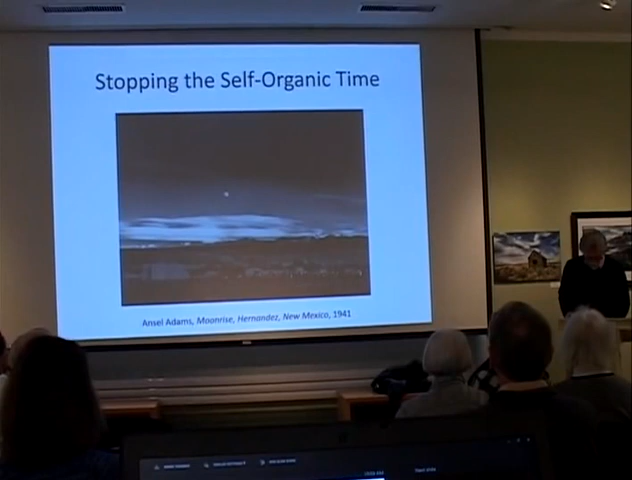 Stopping the Self-Organic Time
Ansel Adams, Moonrise, Hernandez, New Mexico, 1941